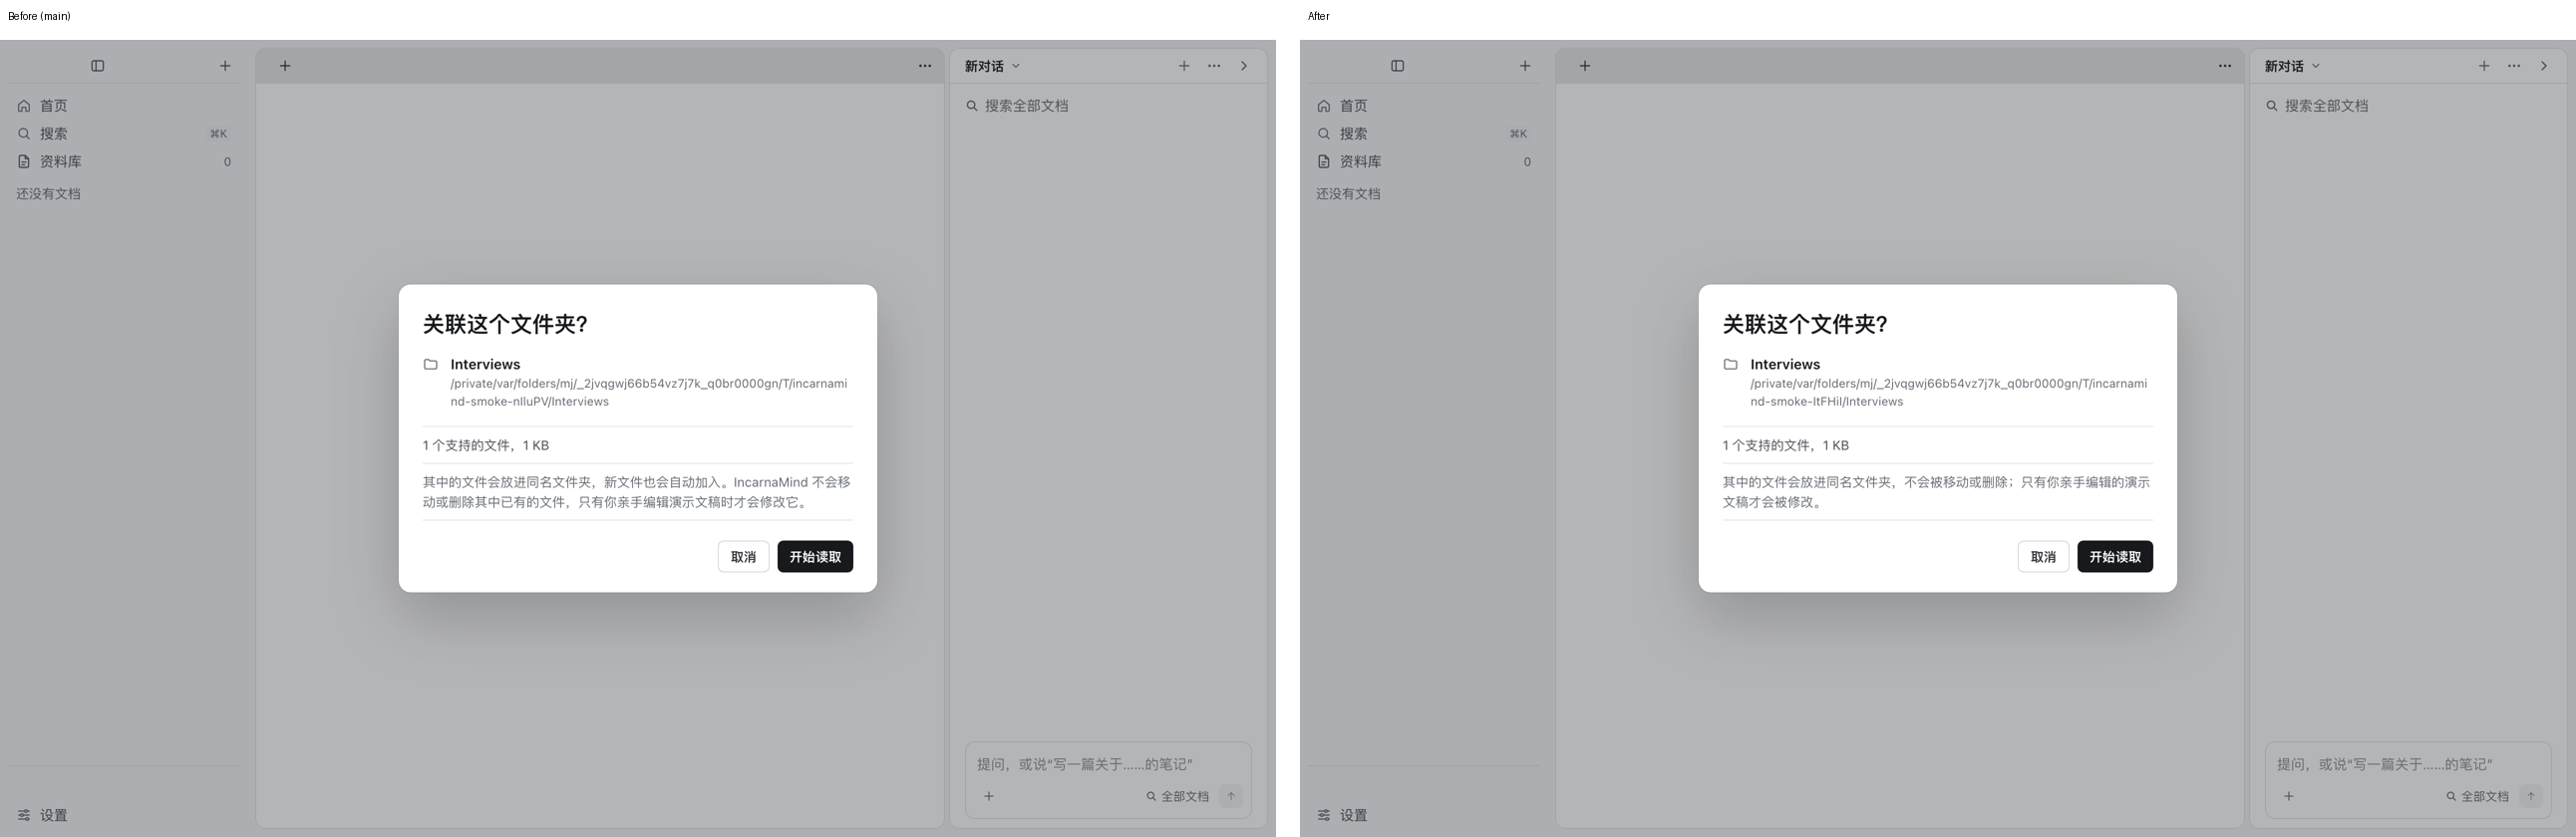 Before (main)
首页
搜索 ⌘K
资料库 0
还没有文档
设置
新对话
搜索全部文档
关联这个文件夹?
Interviews
/private/var/folders/mj/_2jvqgwj66b54vz7j7k_q0br0000gn/T/incarnami
nd-smoke-nIluPV/Interviews
1 个支持的文件，1 KB
其中的文件会放进同名文件夹，新文件也会自动加入。IncarnaMind 不会移
动或删除其中已有的文件，只有你亲手编辑演示文稿时才会修改它。
取消 开始读取
提问，或说“写一篇关于……的笔记”
全部文档
After
首页
搜索 ⌘K
资料库 0
还没有文档
设置
新对话
搜索全部文档
关联这个文件夹?
Interviews
/private/var/folders/mj/_2jvqgwj66b54vz7j7k_q0br0000gn/T/incarnami
nd-smoke-ItFHiI/Interviews
1 个支持的文件，1 KB
其中的文件会放进同名文件夹，不会被移动或删除；只有你亲手编辑的演示
文稿才会被修改。
取消 开始读取
提问，或说“写一篇关于……的笔记”
全部文档